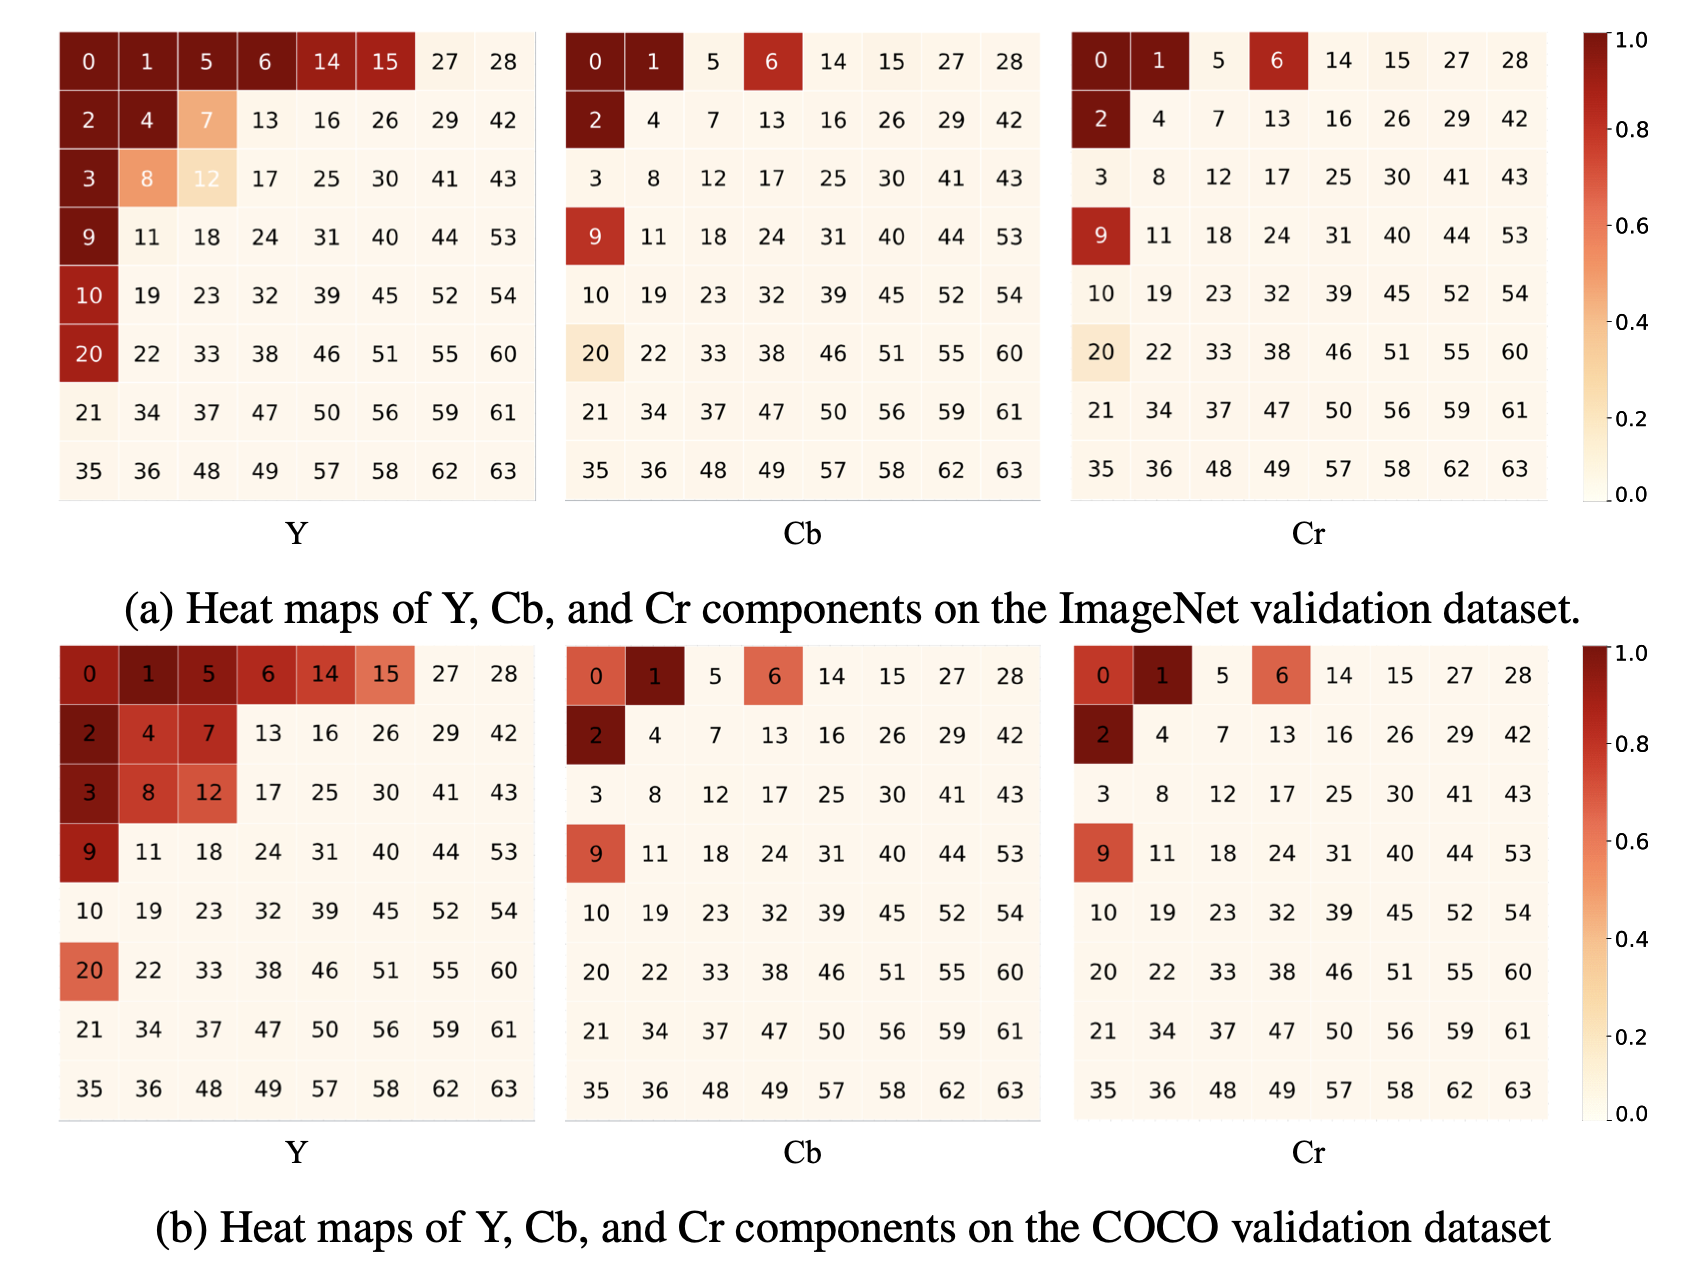 0 1 5 6 14 15 27 28 0 1 5 6 14 15 27 28 0 1 5 6 14 15 27 28 1.0
2 4 7 13 16 26 29 42 2 4 7 13 16 26 29 42 2 4 7 13 16 26 29 42 0.8
3 8 12 17 25 30 41 43 3 8 12 17 25 30 41 43 3 8 12 17 25 30 41 43
9 11 18 24 31 40 44 53 9 11 18 24 31 40 44 53 9 11 18 24 31 40 44 53 0.6
10 19 23 32 39 45 52 54 10 19 23 32 39 45 52 54 10 19 23 32 39 45 52 54
20 22 33 38 46 51 55 60 20 22 33 38 46 51 55 60 20 22 33 38 46 51 55 60 0.4
21 34 37 47 50 56 59 61 21 34 37 47 50 56 59 61 21 34 37 47 50 56 59 61 0.2
35 36 48 49 57 58 62 63 35 36 48 49 57 58 62 63 35 36 48 49 57 58 62 63 0.0
Y Cb Cr
(a) Heat maps of Y, Cb, and Cr components on the ImageNet validation dataset.
0 1 5 6 14 15 27 28 0 1 5 6 14 15 27 28 0 1 5 6 14 15 27 28 1.0
2 4 7 13 16 26 29 42 2 4 7 13 16 26 29 42 2 4 7 13 16 26 29 42 0.8
3 8 12 17 25 30 41 43 3 8 12 17 25 30 41 43 3 8 12 17 25 30 41 43
9 11 18 24 31 40 44 53 9 11 18 24 31 40 44 53 9 11 18 24 31 40 44 53 0.6
10 19 23 32 39 45 52 54 10 19 23 32 39 45 52 54 10 19 23 32 39 45 52 54 0.4
20 22 33 38 46 51 55 60 20 22 33 38 46 51 55 60 20 22 33 38 46 51 55 60
21 34 37 47 50 56 59 61 21 34 37 47 50 56 59 61 21 34 37 47 50 56 59 61 0.2
35 36 48 49 57 58 62 63 35 36 48 49 57 58 62 63 35 36 48 49 57 58 62 63 0.0
Y Cb Cr
(b) Heat maps of Y, Cb, and Cr components on the COCO validation dataset